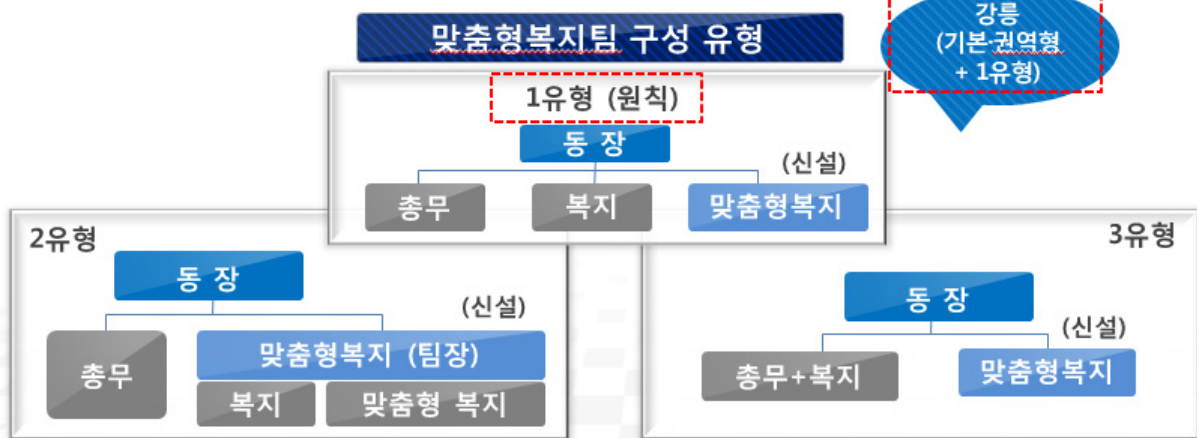 맞춤형복지팀 구성 유형
강릉
(기본·권역형
+ 1유형)
1유형 (원칙)
동 장
(신설)
총무
복지
맞춤형복지
2유형
동 장
(신설)
총무
맞춤형복지 (팀장)
복지
맞춤형 복지
3유형
동 장
(신설)
총무+복지
맞춤형복지